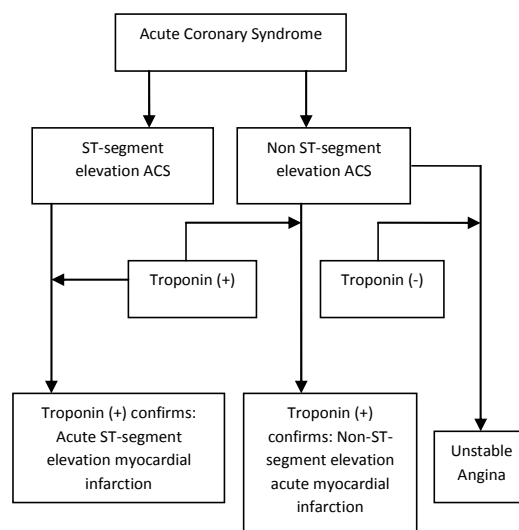 Acute Coronary Syndrome
ST-segment
elevation ACS
Non ST-segment
elevation ACS
Troponin (+)
Troponin (-)
Troponin (+) confirms:
Acute ST-segment
elevation myocardial
infarction
Troponin (+)
confirms: Non-ST-
segment elevation
acute myocardial
infarction
Unstable
Angina